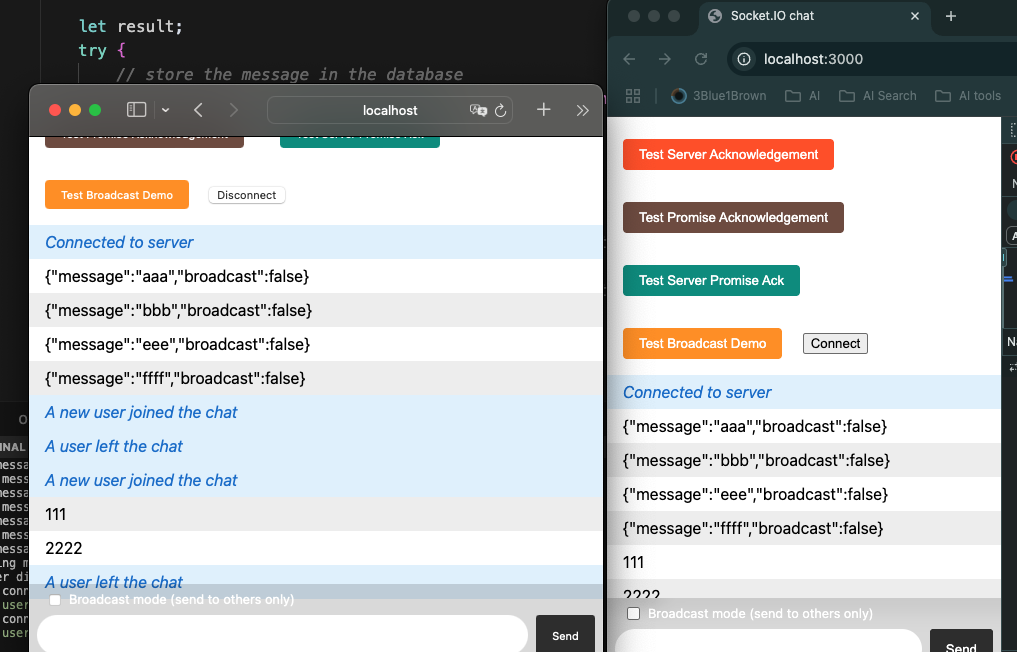 let result;
try {
// store the message in the database
localhost
Test Broadcast Demo
Disconnect
Connected to server
{"message":"aaa","broadcast":false}
{"message":"bbb","broadcast":false}
{"message":"eee","broadcast":false}
{"message":"ffff","broadcast":false}
A new user joined the chat
A user left the chat
A new user joined the chat
111
2222
A user left the chat
Broadcast mode (send to others only)
Send
Socket.IO chat
localhost:3000
3Blue1Brown
AI
AI Search
AI tools
Test Server Acknowledgement
Test Promise Acknowledgement
Test Server Promise Ack
Test Broadcast Demo
Connect
Connected to server
{"message":"aaa","broadcast":false}
{"message":"bbb","broadcast":false}
{"message":"eee","broadcast":false}
{"message":"ffff","broadcast":false}
111
2222
Broadcast mode (send to others only)
Send